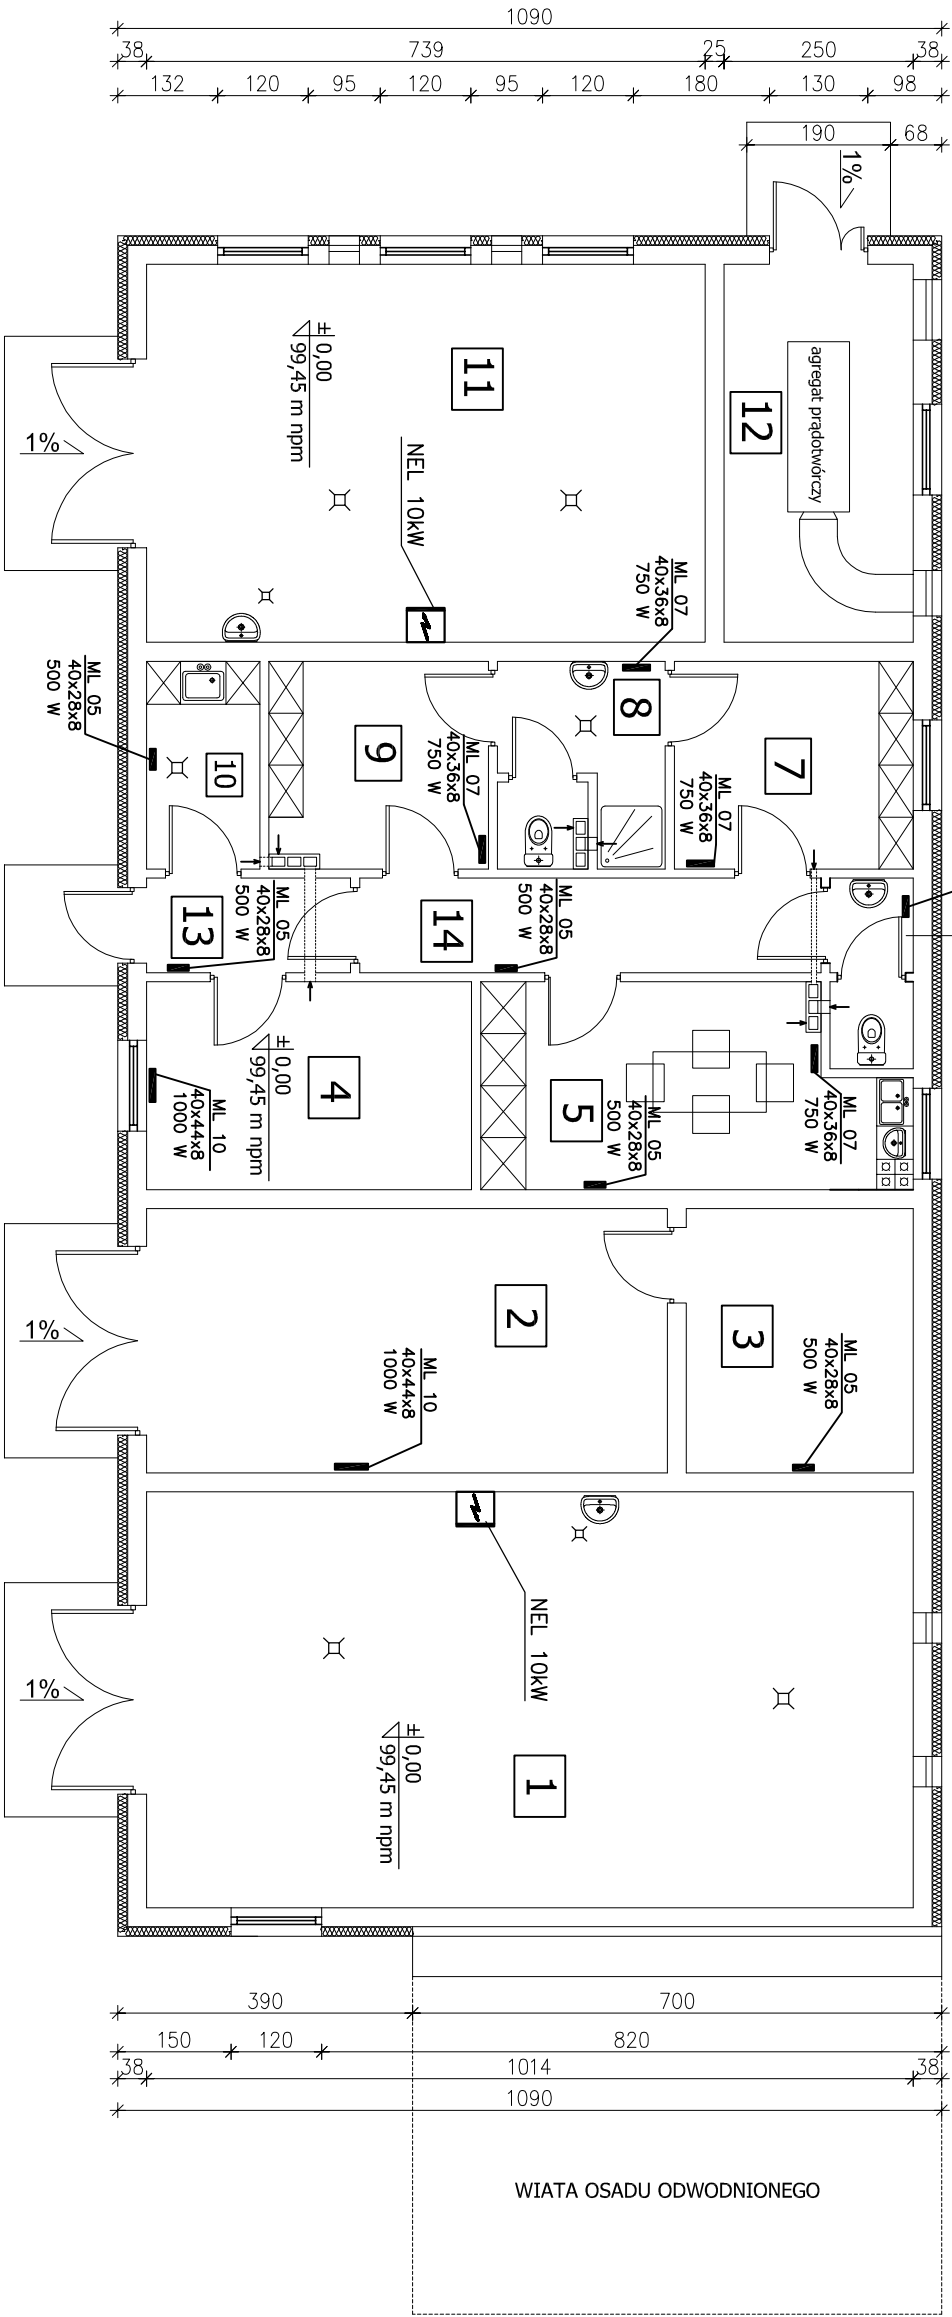 1090
38
739
25
250
38
132
120
95
120
95
120
180
130
98
190
68
1%
agregat prądotwórczy
12
11
± 0,00
99,45 m npm
NEL 10kW
1%
ML 07
40x36x8
750 W
8
7
ML 07
40x36x8
750 W
9
ML 07
40x36x8
750 W
10
ML 05
40x28x8
500 W
13
ML 05
40x28x8
500 W
14
ML 05
40x28x8
500 W
4
± 0,00
99,45 m npm
ML 10
40x44x8
1000 W
5
ML 05
40x28x8
500 W
ML 07
40x36x8
750 W
2
3
ML 05
40x28x8
500 W
ML 10
40x44x8
1000 W
1%
NEL 10kW
1
± 0,00
99,45 m npm
1%
390
700
150
120
820
38
1014
38
1090
WIATA OSADU ODWODNIONEGO